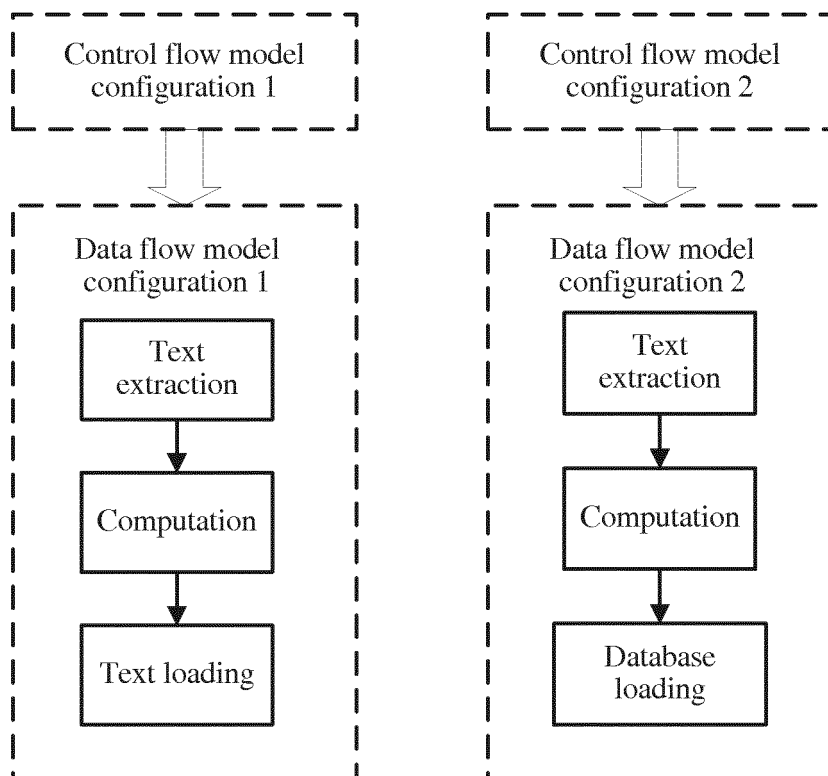 Control flow model
configuration 1
Data flow model
configuration 1
Text
extraction
Computation
Text loading
Control flow model
configuration 2
Data flow model
configuration 2
Text
extraction
Computation
Database
loading